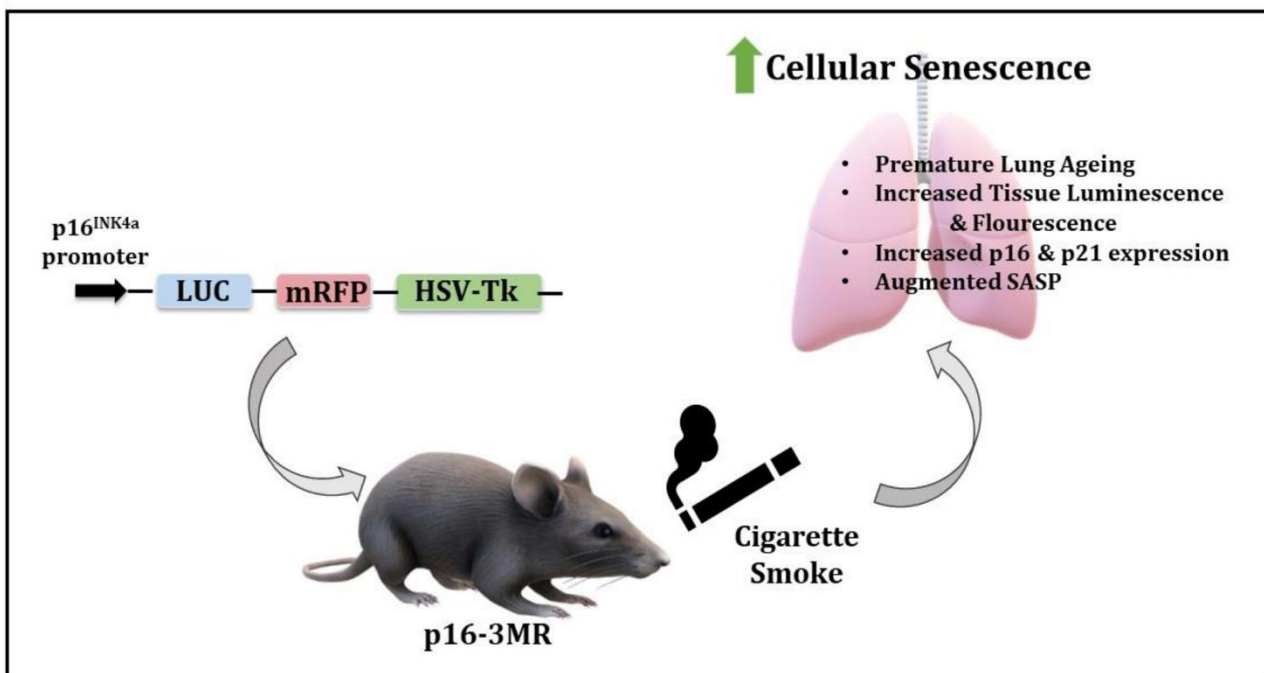 Cellular Senescence
• Premature Lung Ageing
• Increased Tissue Luminescence
& Flourescence
• Increased p16 & p21 expression
• Augmented SASP
p16INK4a
promoter
LUC
mRFP
HSV-Tk
Cigarette
Smoke
p16-3MR